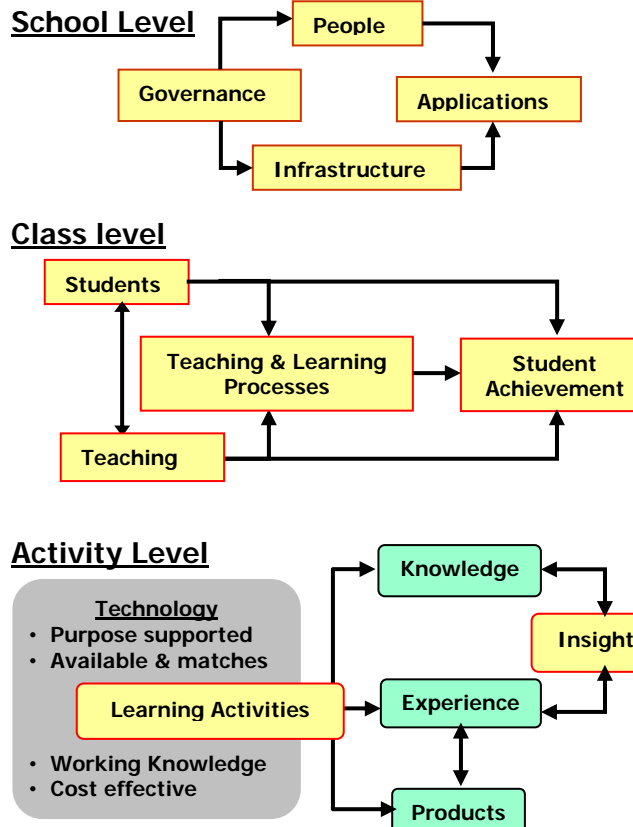 School Level
People
Governance
Applications
Infrastructure
Class level
Students
Teaching & Learning
Processes
Student
Achievement
Teaching
Activity Level
Knowledge
Technology
• Purpose supported
• Available & matches
Insight
Learning Activities
Experience
• Working Knowledge
• Cost effective
Products